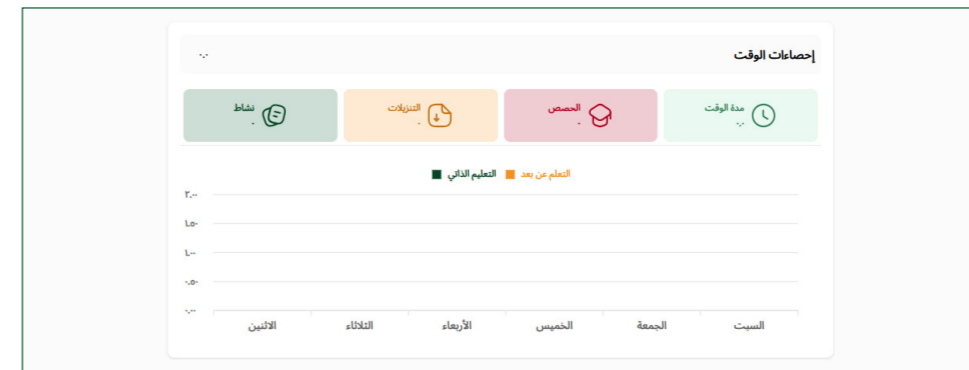 إحصاءات الوقت ٠.٠
مدة الوقت
٠.٠
الحصص
٠
التنزيلات
٠
نشاط
٠
التعلم عن بعد التعليم الذاتي
٢.٠٠
١.٥٠
١.٠٠
٠.٥٠
٠.٠٠
السبت الجمعة الخميس الأربعاء الثلاثاء الاثنين